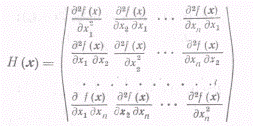 ∂²f(x)/∂x₁² ∂²f(x)/∂x₂ ∂x₁ ··· ∂²f(x)/∂xₙ ∂x₁
H(x) = ∂²f(x)/∂x₁ ∂x₂ ∂²f(x)/∂x₂² ··· ∂²f(x)/∂xₙ ∂x₂
· · · · · · · · · ·
∂ f(x)/∂x₁ ∂xₙ ∂²f(x)/∂x₂ ∂xₙ ··· ∂²f(x)/∂xₙ²